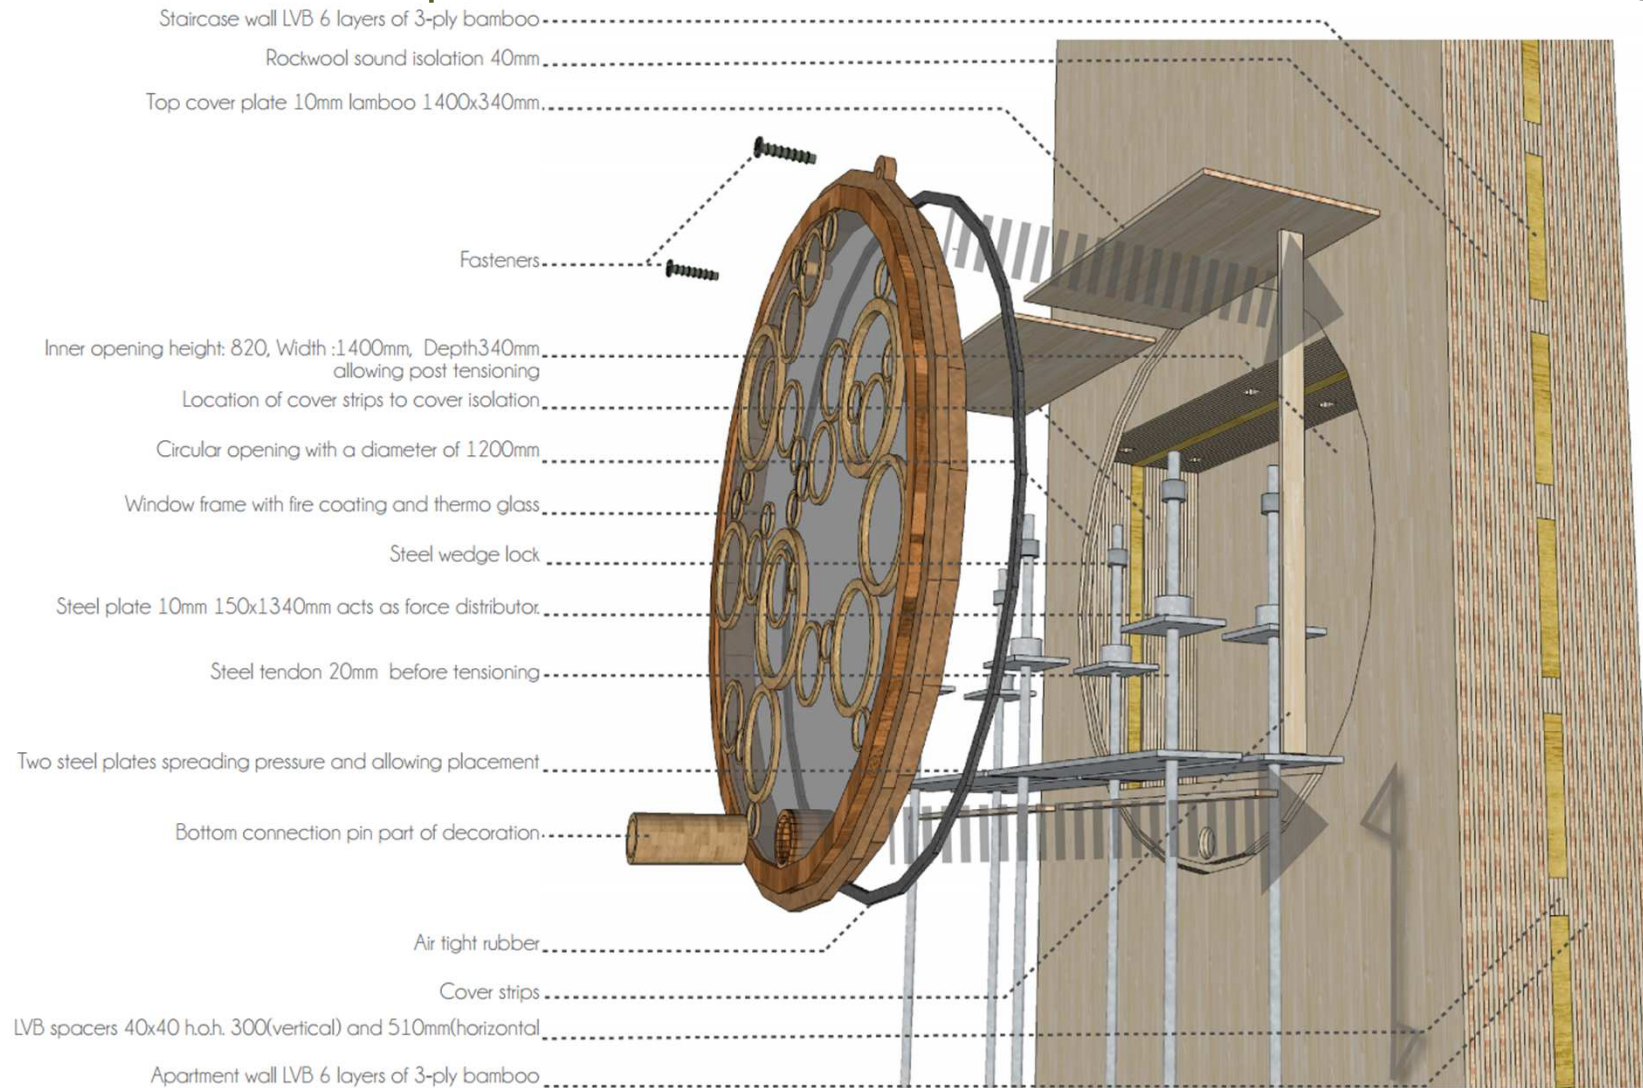 Staircase wall LVB 6 layers of 3-ply bamboo
Rockwool sound isolation 40mm
Top cover plate 10mm lamboo 1400x340mm
Fasteners
Inner opening height: 820, Width :1400mm, Depth340mm
allowing post tensioning
Location of cover strips to cover isolation
Circular opening with a diameter of 1200mm
Window frame with fire coating and thermo glass
Steel wedge lock
Steel plate 10mm 150x1340mm acts as force distributor
Steel tendon 20mm before tensioning
Two steel plates spreading pressure and allowing placement
Bottom connection pin part of decoration
Air tight rubber
Cover strips
LVB spacers 40x40 h.o.h. 300(vertical) and 510mm(horizontal
Apartment wall LVB 6 layers of 3-ply bamboo